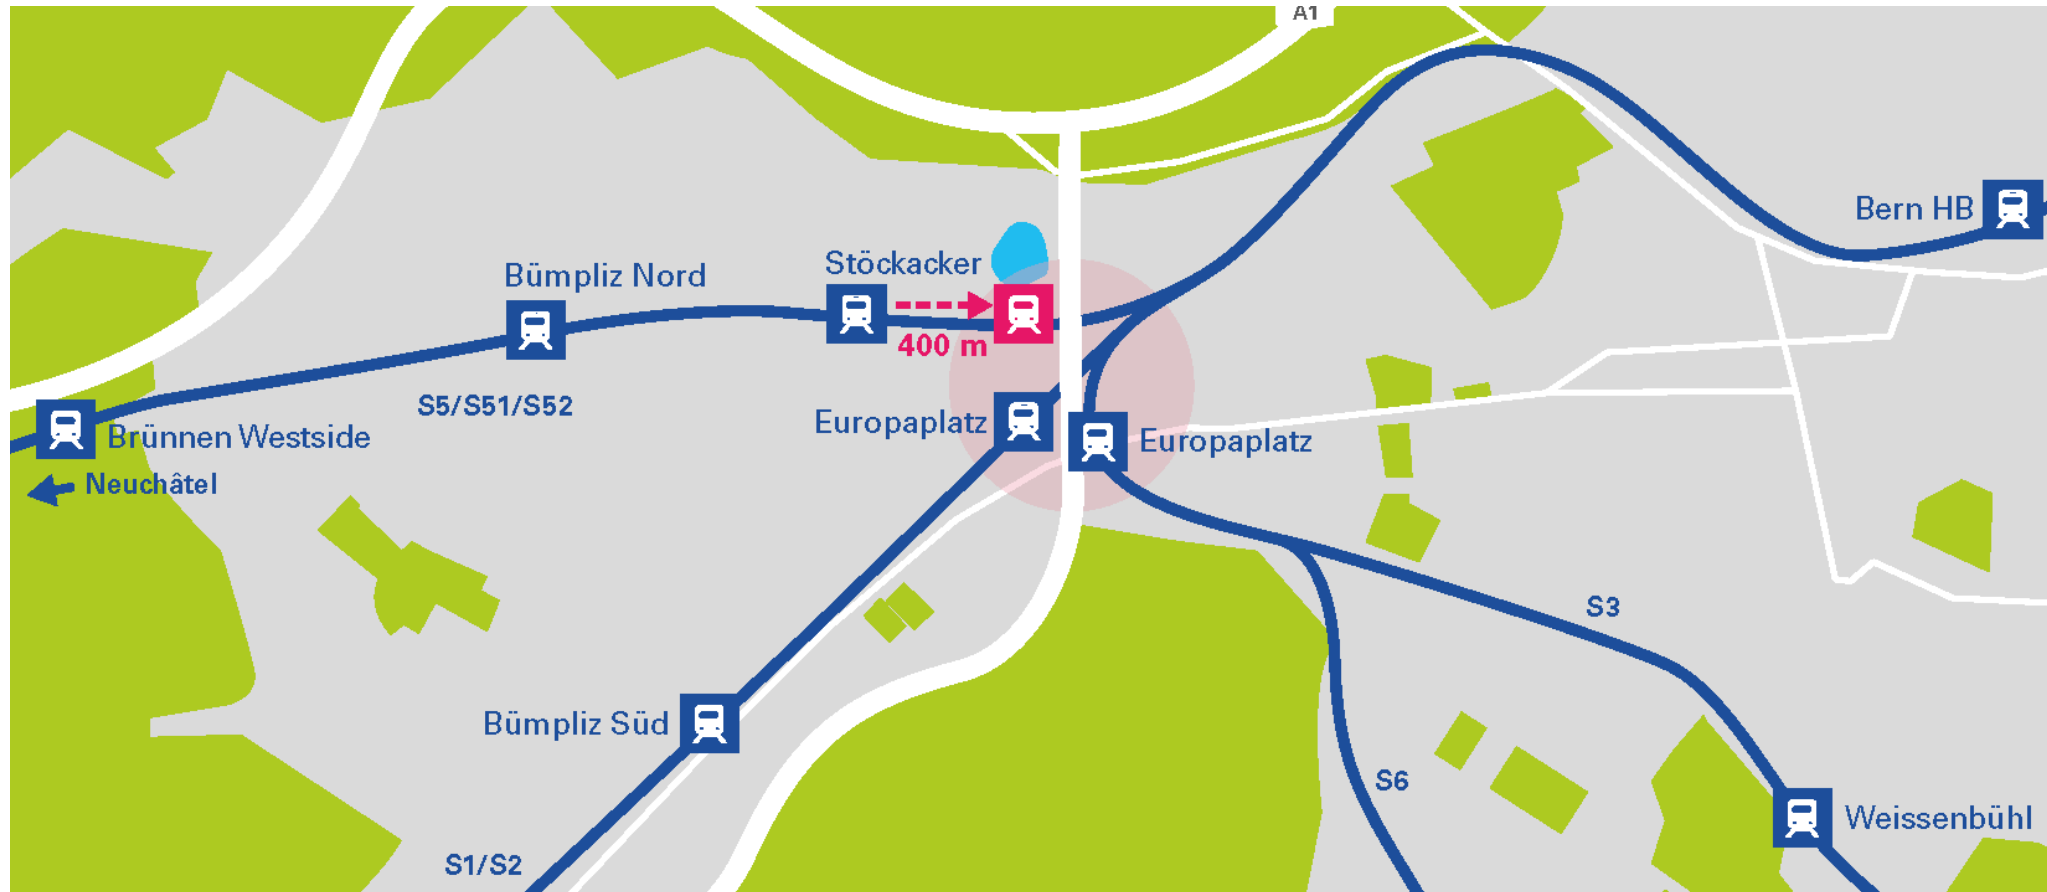 A1
Bern HB
Stöckacker
Bümpliz Nord
400 m
S5/S51/S52
Europaplatz
Europaplatz
Brünnen Westside
Neuchâtel
S3
Bümpliz Süd
S6
Weissenbühl
S1/S2